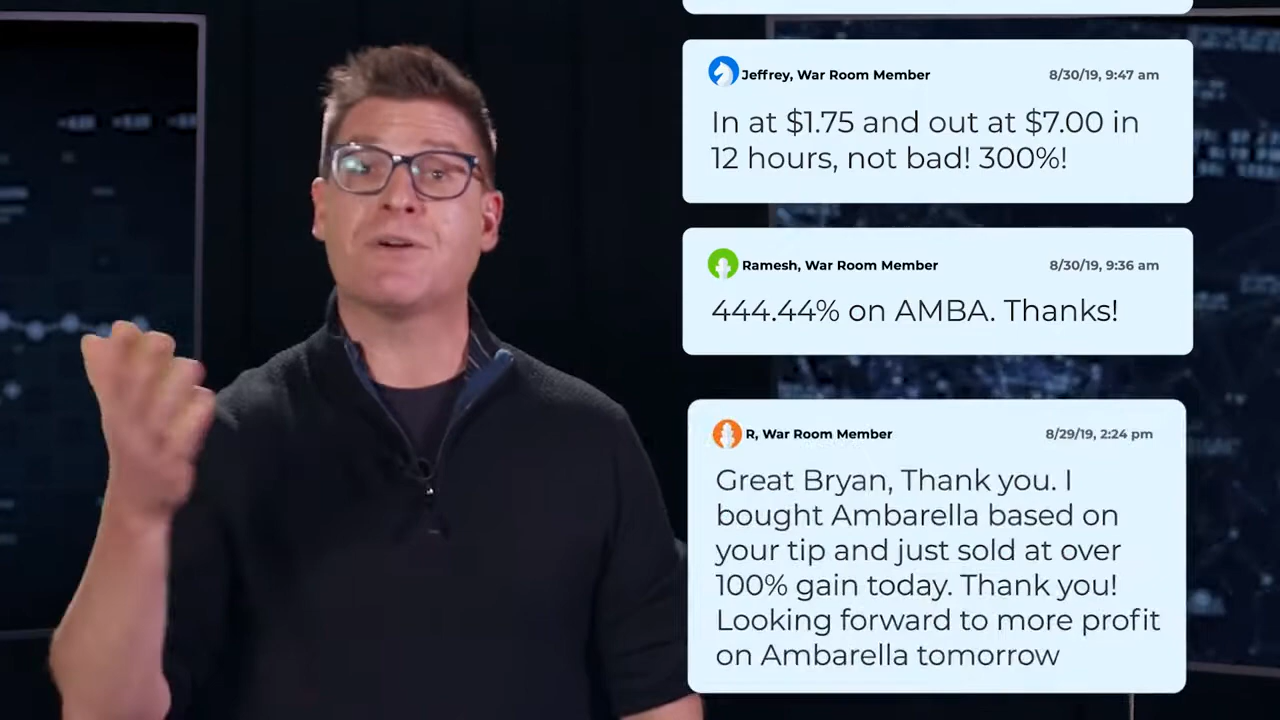 Jeffrey, War Room Member 8/30/19, 9:47 am
In at $1.75 and out at $7.00 in
12 hours, not bad! 300%!
Ramesh, War Room Member 8/30/19, 9:36 am
444.44% on AMBA. Thanks!
R, War Room Member 8/29/19, 2:24 pm
Great Bryan, Thank you. I
bought Ambarella based on
your tip and just sold at over
100% gain today. Thank you!
Looking forward to more profit
on Ambarella tomorrow